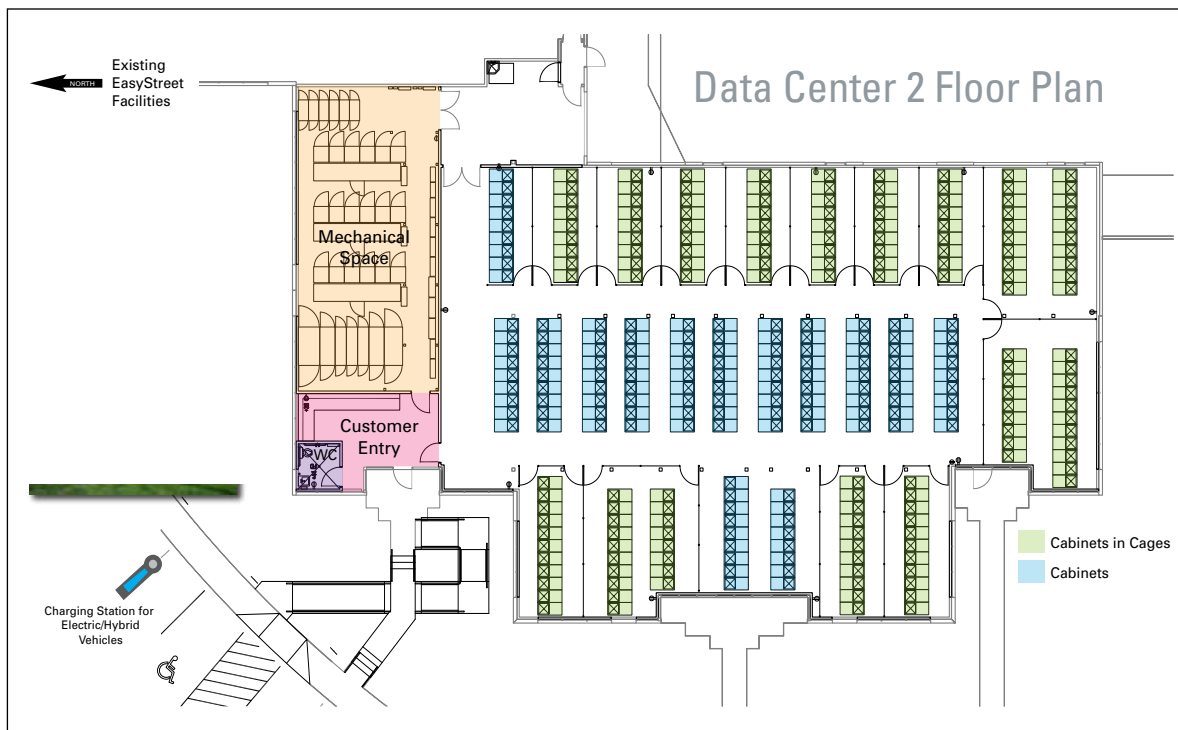 Data Center 2 Floor Plan
NORTH
Existing
EasyStreet
Facilities
Mechanical
Space
Customer
Entry
WC
Cabinets in Cages
Cabinets
Charging Station for
Electric/Hybrid
Vehicles